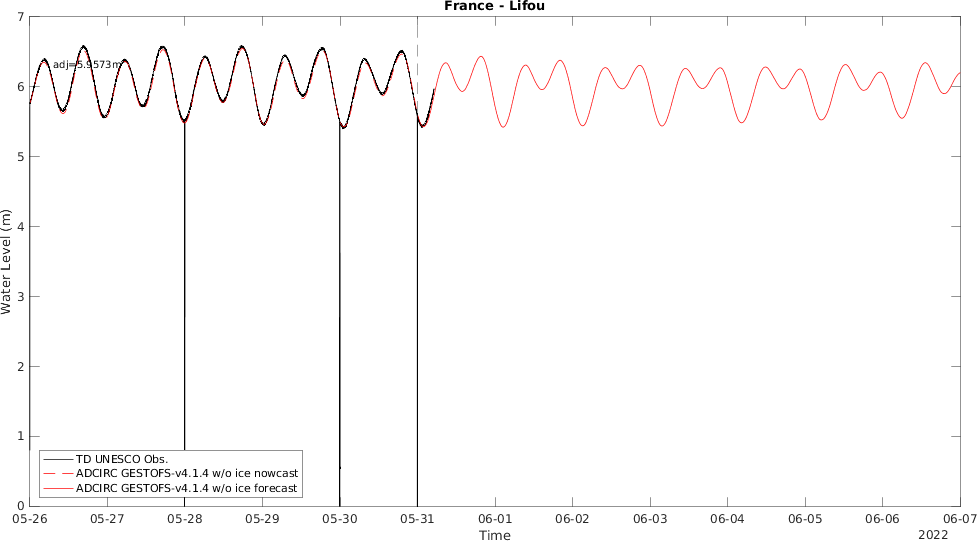 France - Lifou
7
6
5
4
3
2
1
0
Water Level (m)
adj=5.9573m
TD UNESCO Obs.
ADCIRC GESTOFS-v4.1.4 w/o ice nowcast
ADCIRC GESTOFS-v4.1.4 w/o ice forecast
05-26 05-27 05-28 05-29 05-30 05-31 06-01 06-02 06-03 06-04 06-05 06-06 06-07
Time
2022